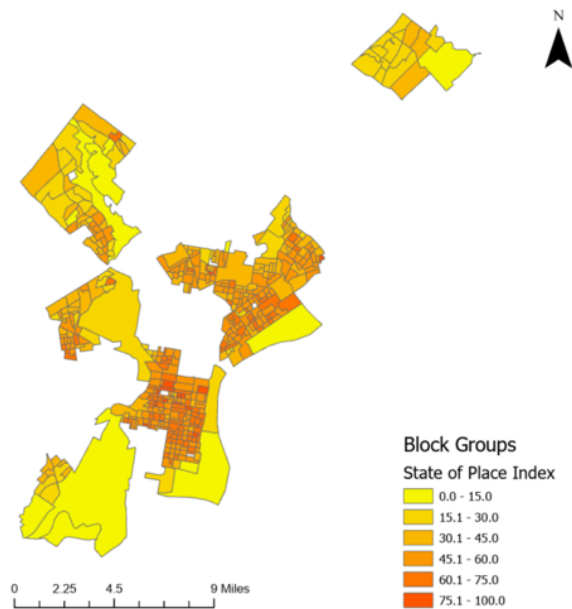 N
Block Groups
State of Place Index
0.0 - 15.0
15.1 - 30.0
30.1 - 45.0
45.1 - 60.0
60.1 - 75.0
75.1 - 100.0
0 2.25 4.5 9 Miles